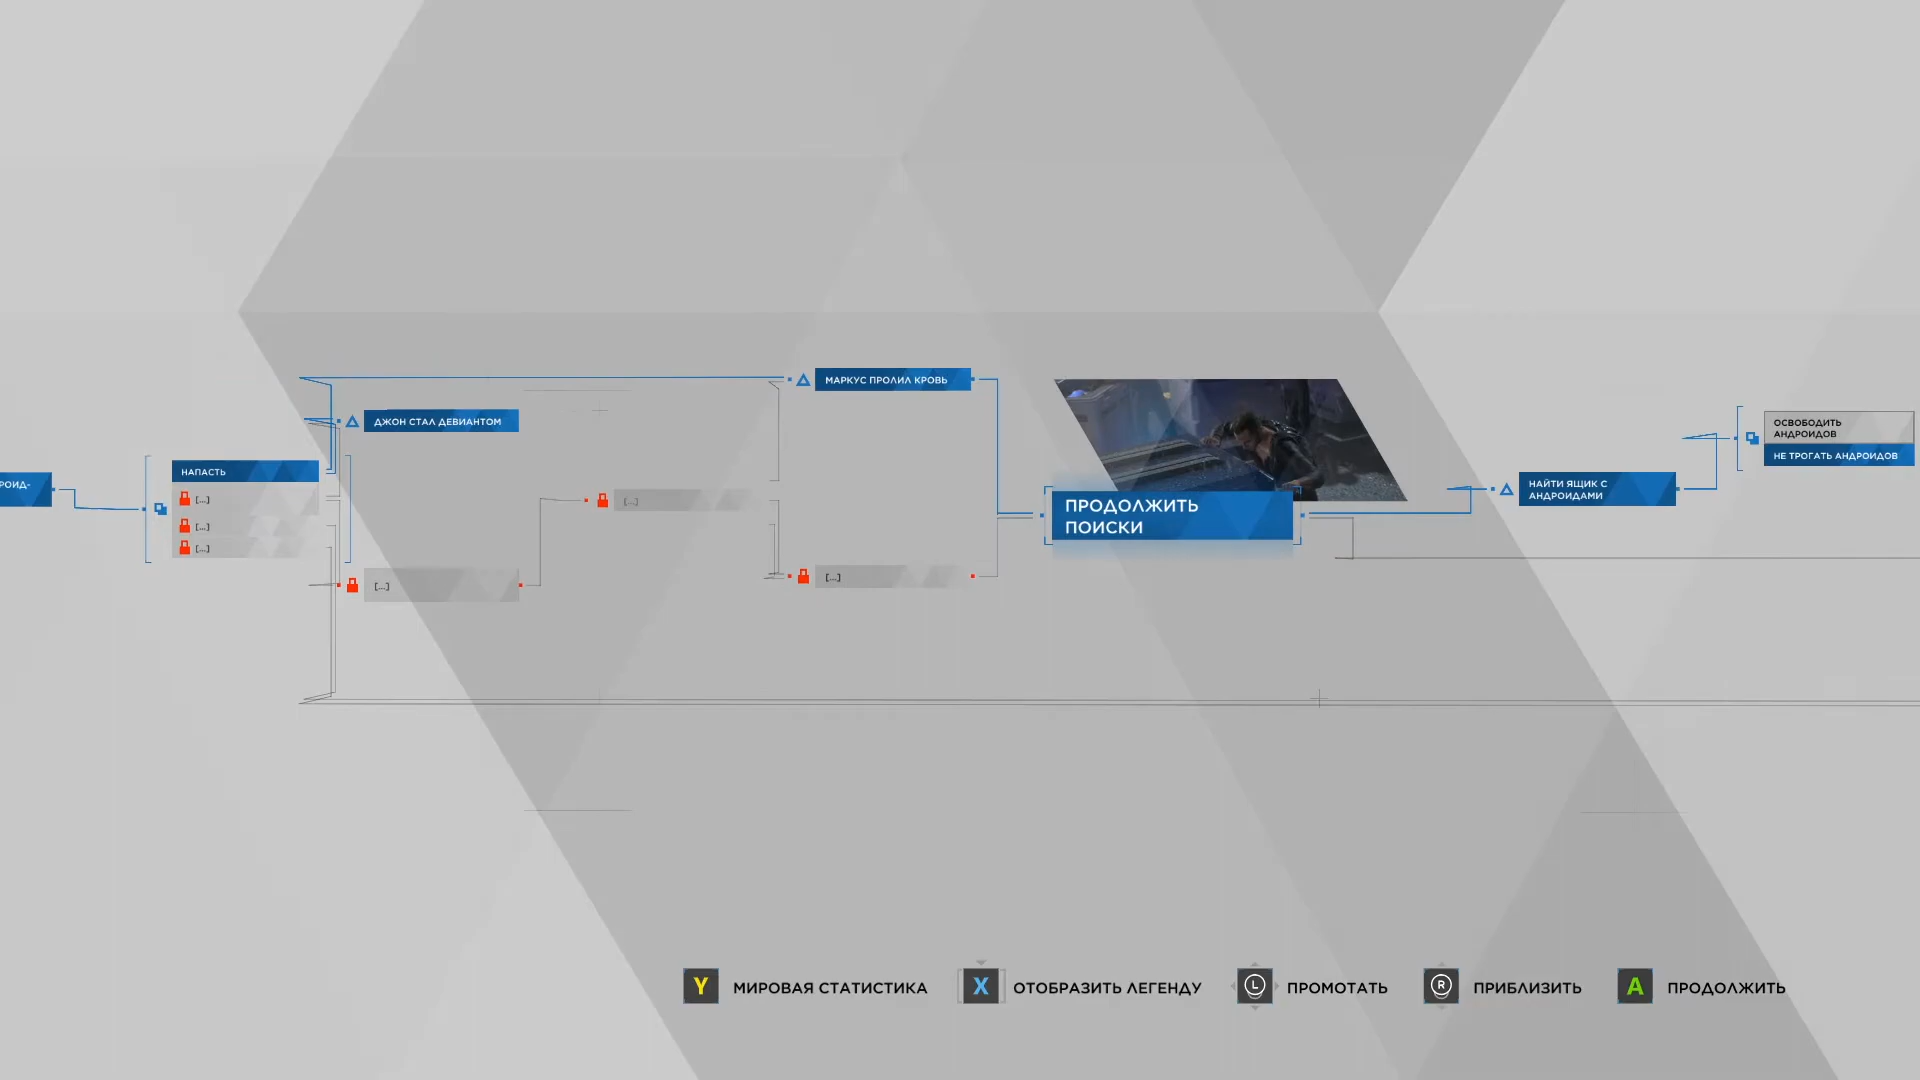 РОИД-
НАПАСТЬ
[...]
[...]
[...]
ДЖОН СТАЛ ДЕВИАНТОМ
[...]
[...]
МАРКУС ПРОЛИЛ КРОВЬ
[...]
ПРОДОЛЖИТЬ
ПОИСКИ
НАЙТИ ЯЩИК С
АНДРОИДАМИ
ОСВОБОДИТЬ
АНДРОИДОВ
НЕ ТРОГАТЬ АНДРОИДОВ
Y МИРОВАЯ СТАТИСТИКА X ОТОБРАЗИТЬ ЛЕГЕНДУ L ПРОМОТАТЬ R ПРИБЛИЗИТЬ A ПРОДОЛЖИТЬ